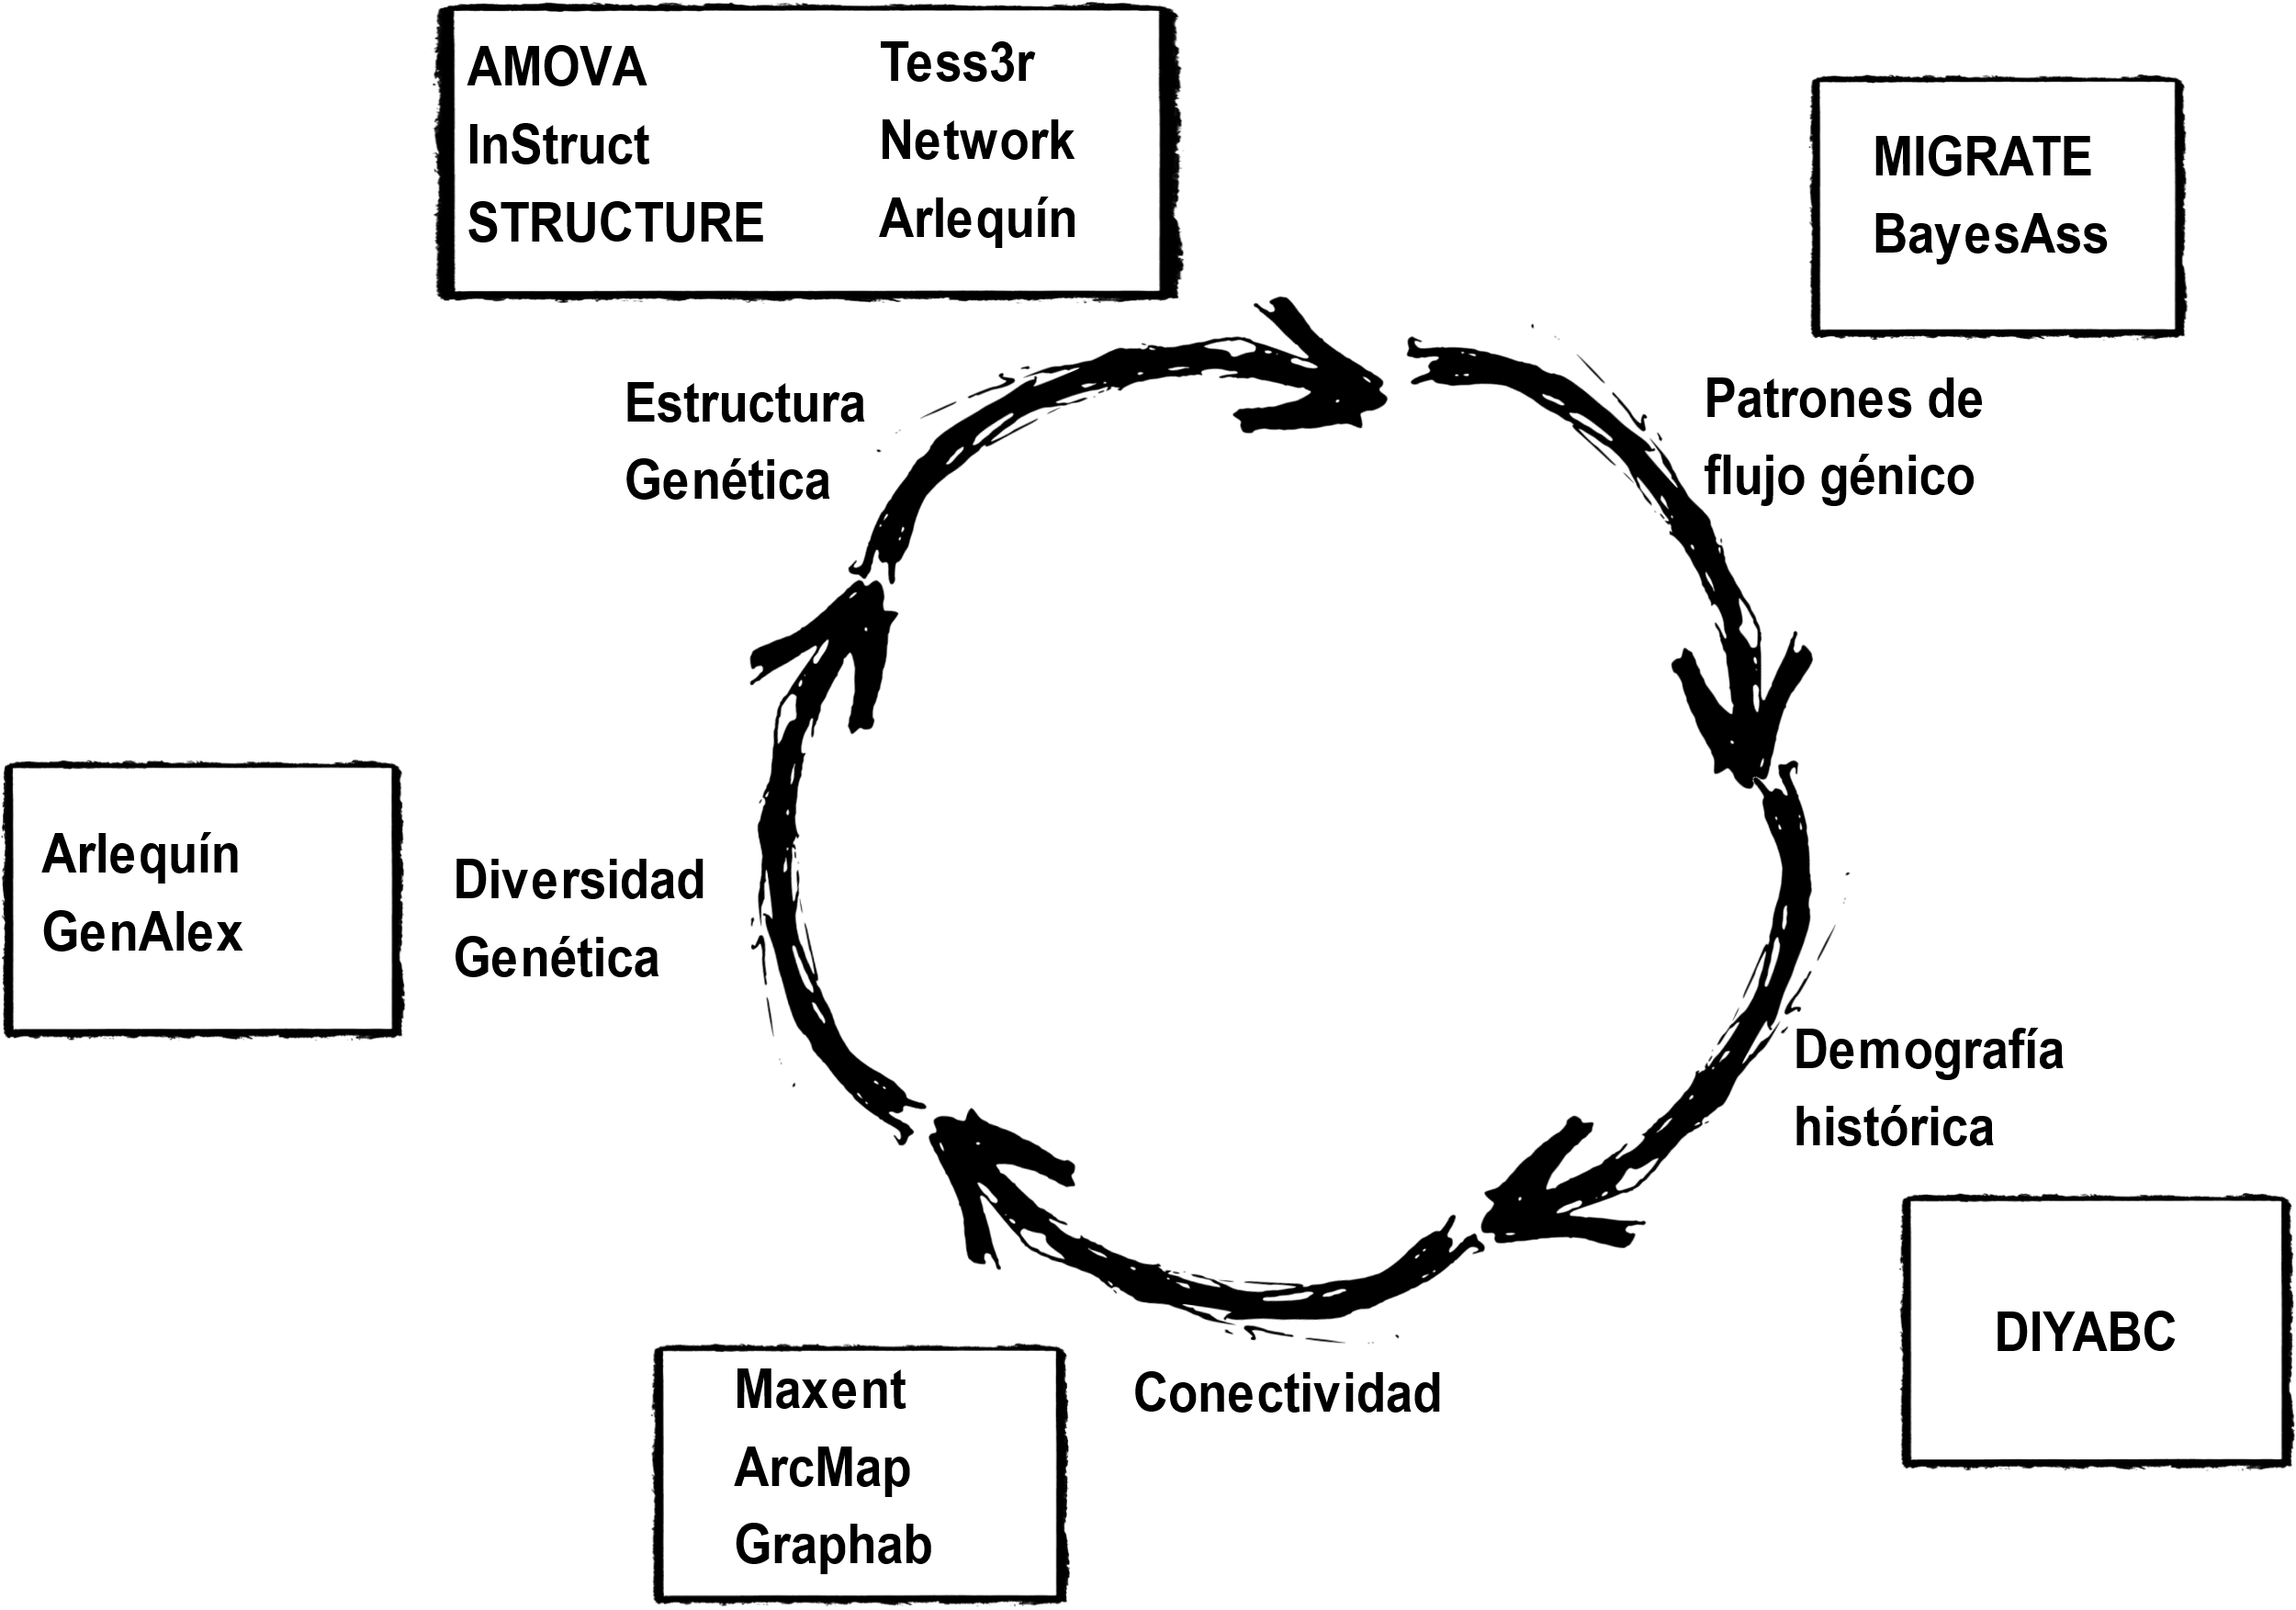 AMOVA
InStruct
STRUCTURE
Tess3r
Network
Arlequín
MIGRATE
BayesAss
Estructura
Genética
Patrones de
flujo génico
Arlequín
GenAlex
Diversidad
Genética
Demografía
histórica
DIYABC
Maxent
ArcMap
Graphab
Conectividad